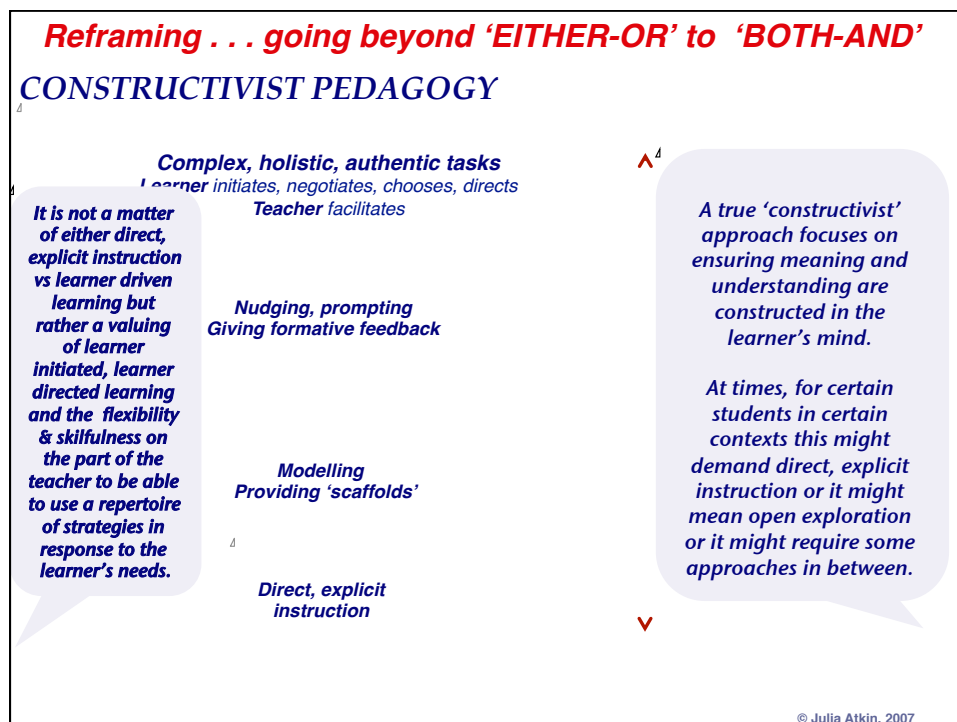 Reframing . . . going beyond ‘EITHER-OR’ to ‘BOTH-AND’
CONSTRUCTIVIST PEDAGOGY
Complex, holistic, authentic tasks
Learner initiates, negotiates, chooses, directs
Teacher facilitates
It is not a matter
of either direct,
explicit instruction
vs learner driven
learning but
rather a valuing
of learner
initiated, learner
directed learning
and the flexibility
& skilfulness on
the part of the
teacher to be able
to use a repertoire
of strategies in
response to the
learner’s needs.
Nudging, prompting
Giving formative feedback
Modelling
Providing ‘scaffolds’
Direct, explicit
instruction
A true ‘constructivist’
approach focuses on
ensuring meaning and
understanding are
constructed in the
learner’s mind.
At times, for certain
students in certain
contexts this might
demand direct, explicit
instruction or it might
mean open exploration
or it might require some
approaches in between.
© Julia Atkin, 2007